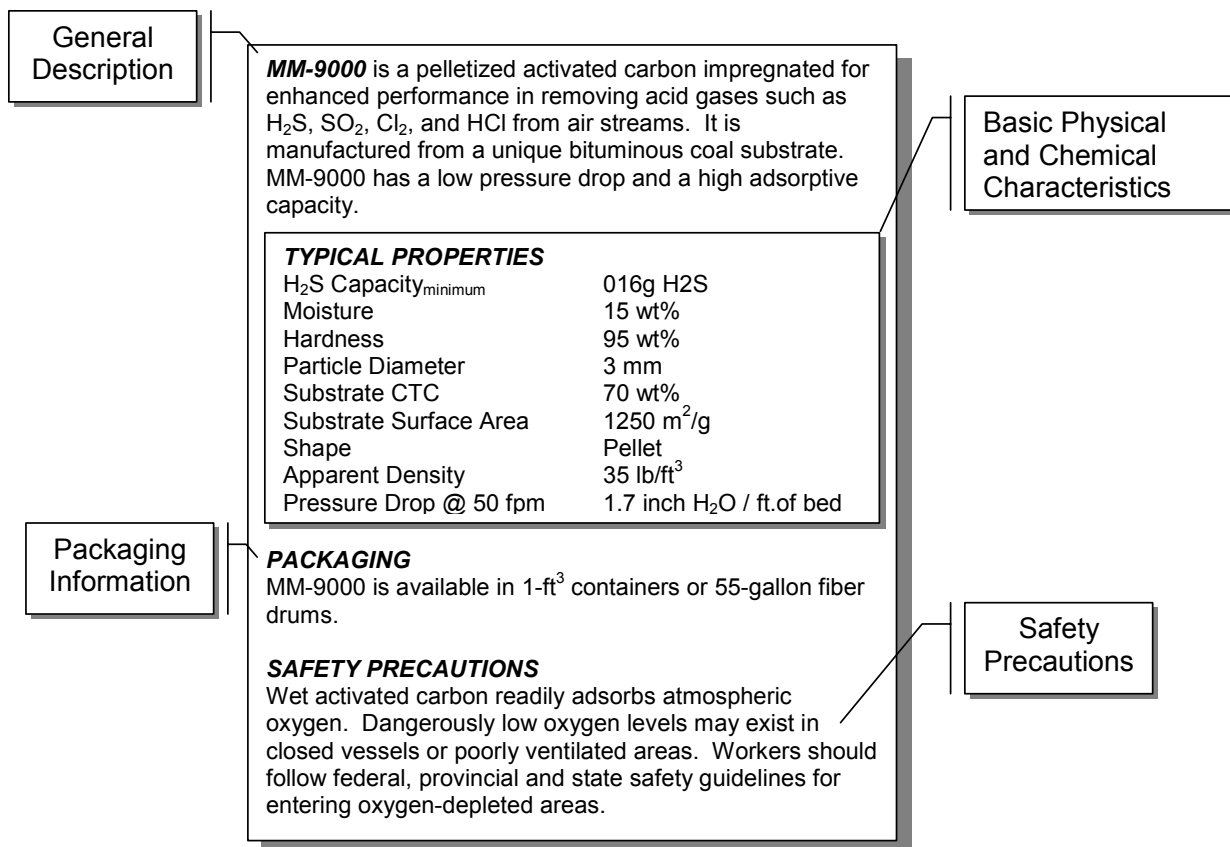 General
Description
MM-9000 is a pelletized activated carbon impregnated for
enhanced performance in removing acid gases such as
H₂S, SO₂, Cl₂, and HCl from air streams. It is
manufactured from a unique bituminous coal substrate.
MM-9000 has a low pressure drop and a high adsorptive
capacity.
Basic Physical
and Chemical
Characteristics
TYPICAL PROPERTIES
H₂S Capacity minimum 016g H2S
Moisture 15 wt%
Hardness 95 wt%
Particle Diameter 3 mm
Substrate CTC 70 wt%
Substrate Surface Area 1250 m²/g
Shape Pellet
Apparent Density 35 lb/ft³
Pressure Drop @ 50 fpm 1.7 inch H₂O / ft.of bed
Packaging
Information
PACKAGING
MM-9000 is available in 1-ft³ containers or 55-gallon fiber
drums.
Safety
Precautions
SAFETY PRECAUTIONS
Wet activated carbon readily adsorbs atmospheric
oxygen. Dangerously low oxygen levels may exist in
closed vessels or poorly ventilated areas. Workers should
follow federal, provincial and state safety guidelines for
entering oxygen-depleted areas.